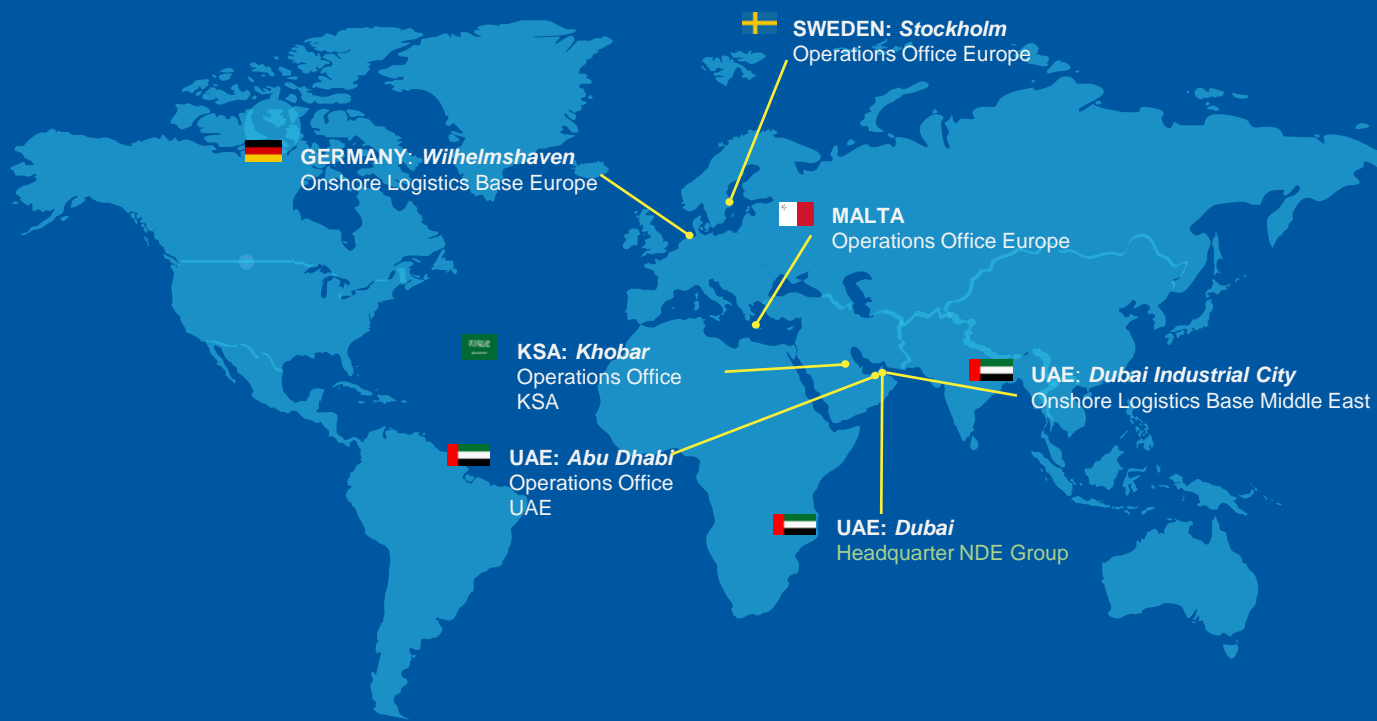 SWEDEN: Stockholm
Operations Office Europe
GERMANY: Wilhelmshaven
Onshore Logistics Base Europe
MALTA
Operations Office Europe
KSA: Khobar
Operations Office
KSA
UAE: Dubai Industrial City
Onshore Logistics Base Middle East
UAE: Abu Dhabi
Operations Office
UAE
UAE: Dubai
Headquarter NDE Group